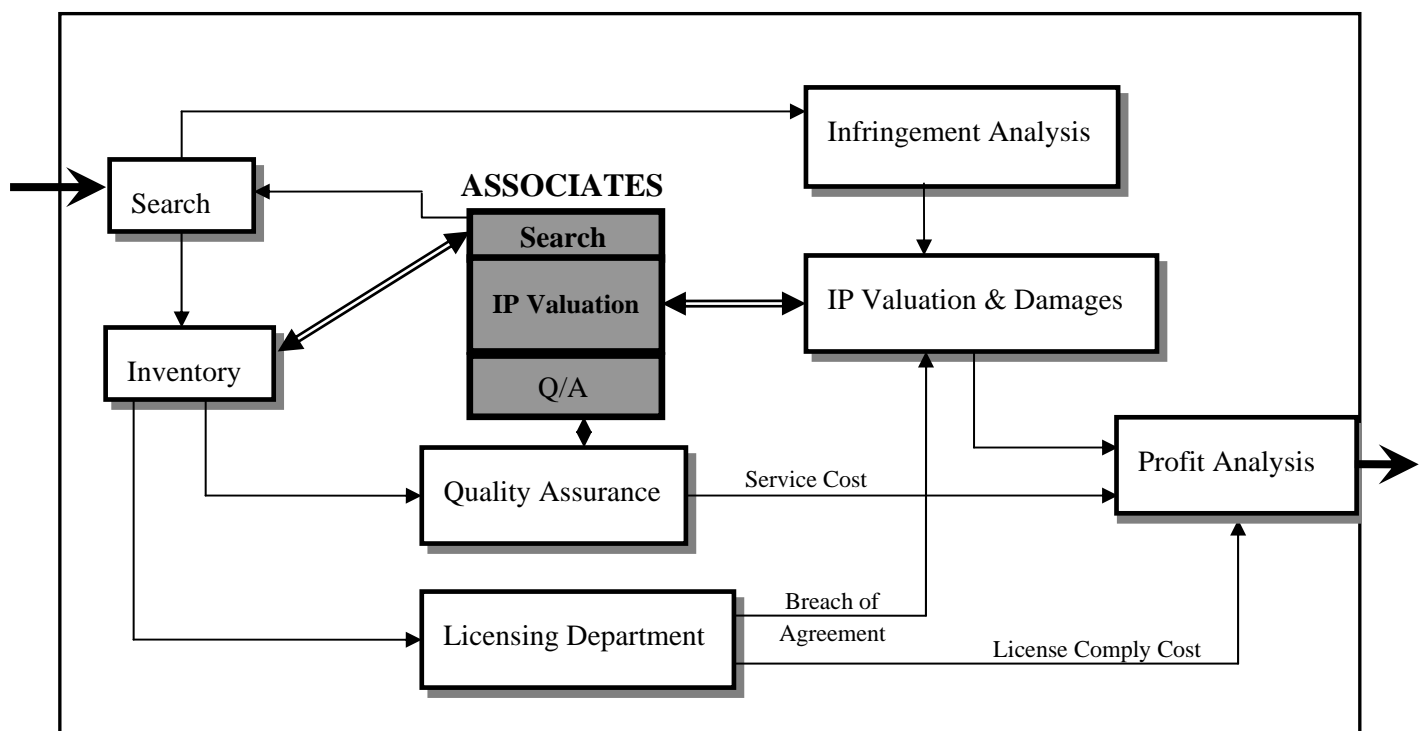 Infringement Analysis
Search
ASSOCIATES
Search
IP Valuation
Q/A
IP Valuation & Damages
Inventory
Profit Analysis
Quality Assurance
Service Cost
Licensing Department
Breach of
Agreement
License Comply Cost